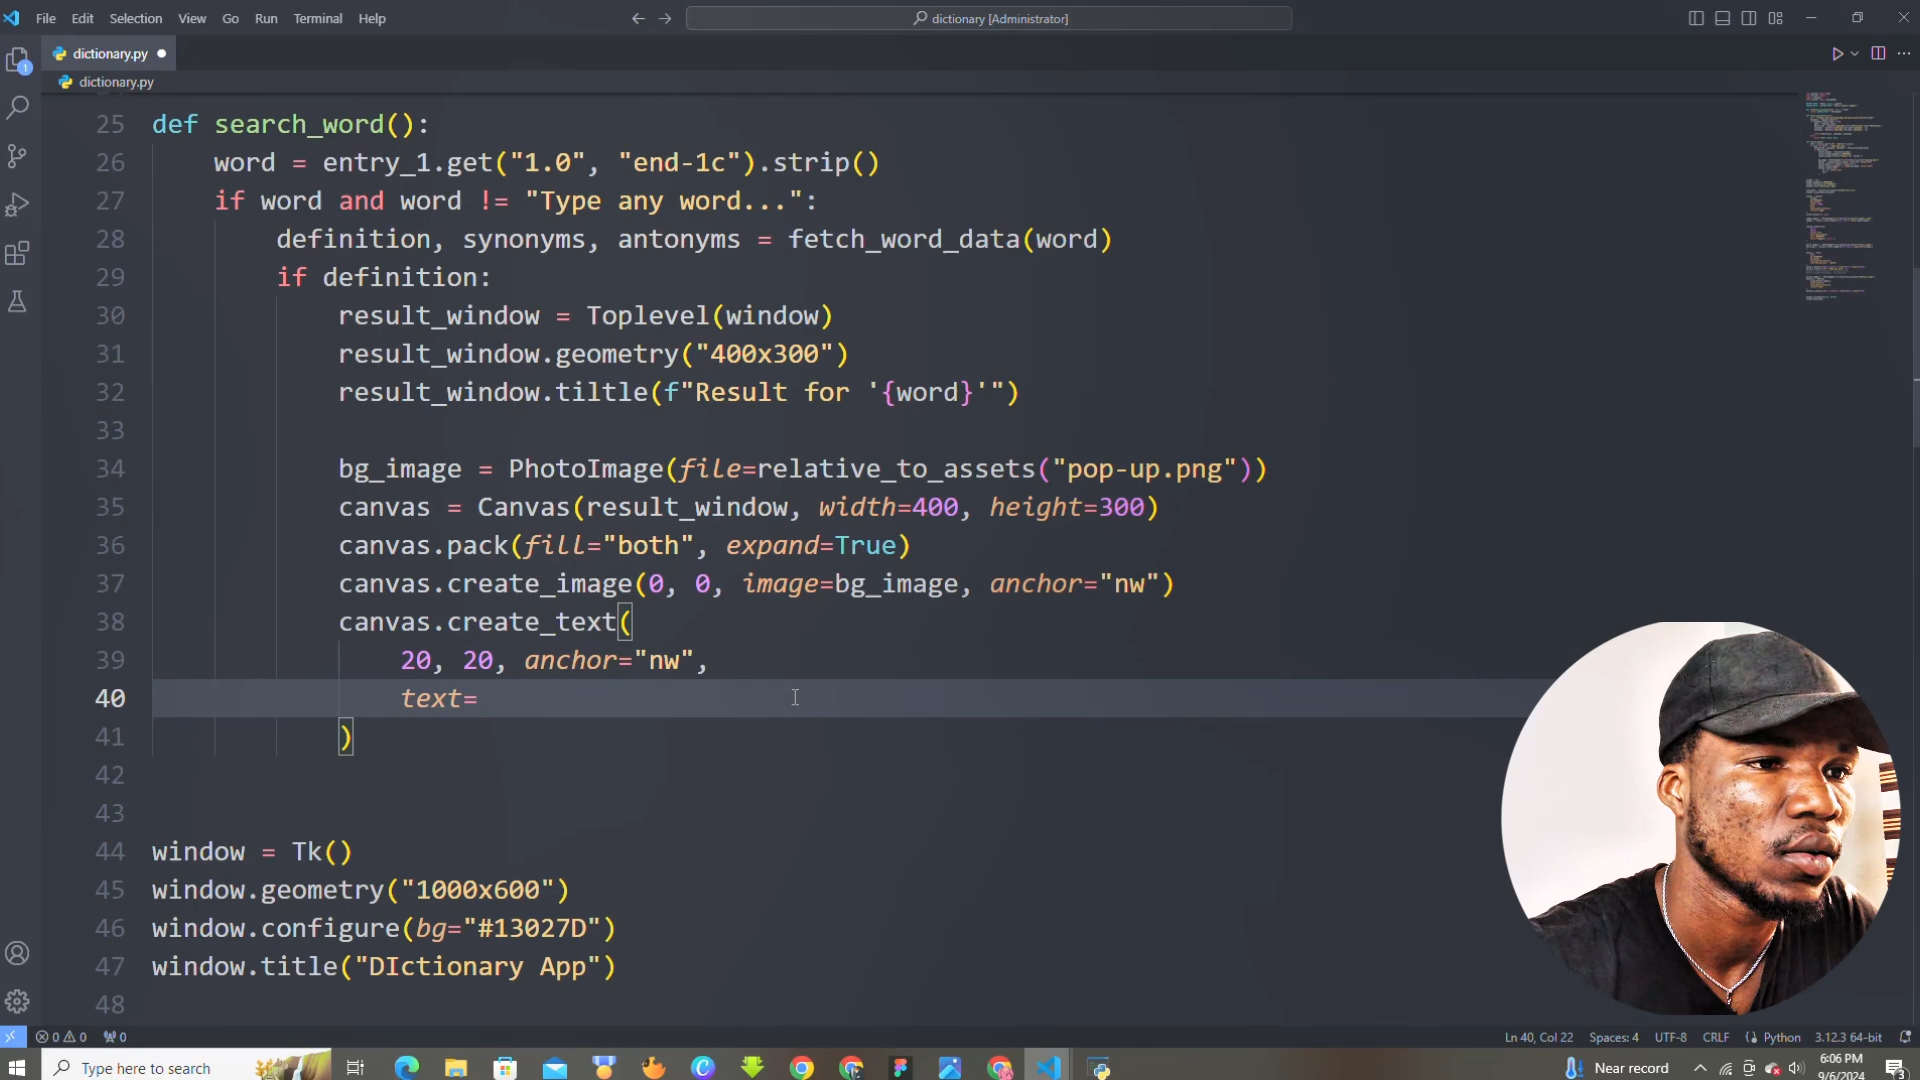 File Edit Selection View Go Run Terminal Help
dictionary [Administrator]
dictionary.py
dictionary.py
1
25 def search_word():
26 word = entry_1.get("1.0", "end-1c").strip()
27 if word and word != "Type any word...":
28 definition, synonyms, antonyms = fetch_word_data(word)
29 if definition:
30 result_window = Toplevel(window)
31 result_window.geometry("400x300")
32 result_window.tiltle(f"Result for '{word}'")
33
34 bg_image = PhotoImage(file=relative_to_assets("pop-up.png"))
35 canvas = Canvas(result_window, width=400, height=300)
36 canvas.pack(fill="both", expand=True)
37 canvas.create_image(0, 0, image=bg_image, anchor="nw")
38 canvas.create_text(
39 20, 20, anchor="nw",
40 text=
41 )
42
43
44 window = Tk()
45 window.geometry("1000x600")
46 window.configure(bg="#13027D")
47 window.title("DIctionary App")
48
0 0 0 Ln 40, Col 22 Spaces: 4 UTF-8 CRLF Python 3.12.3 64-bit
Type here to search
Near record
6:06 PM
9/6/2024
3